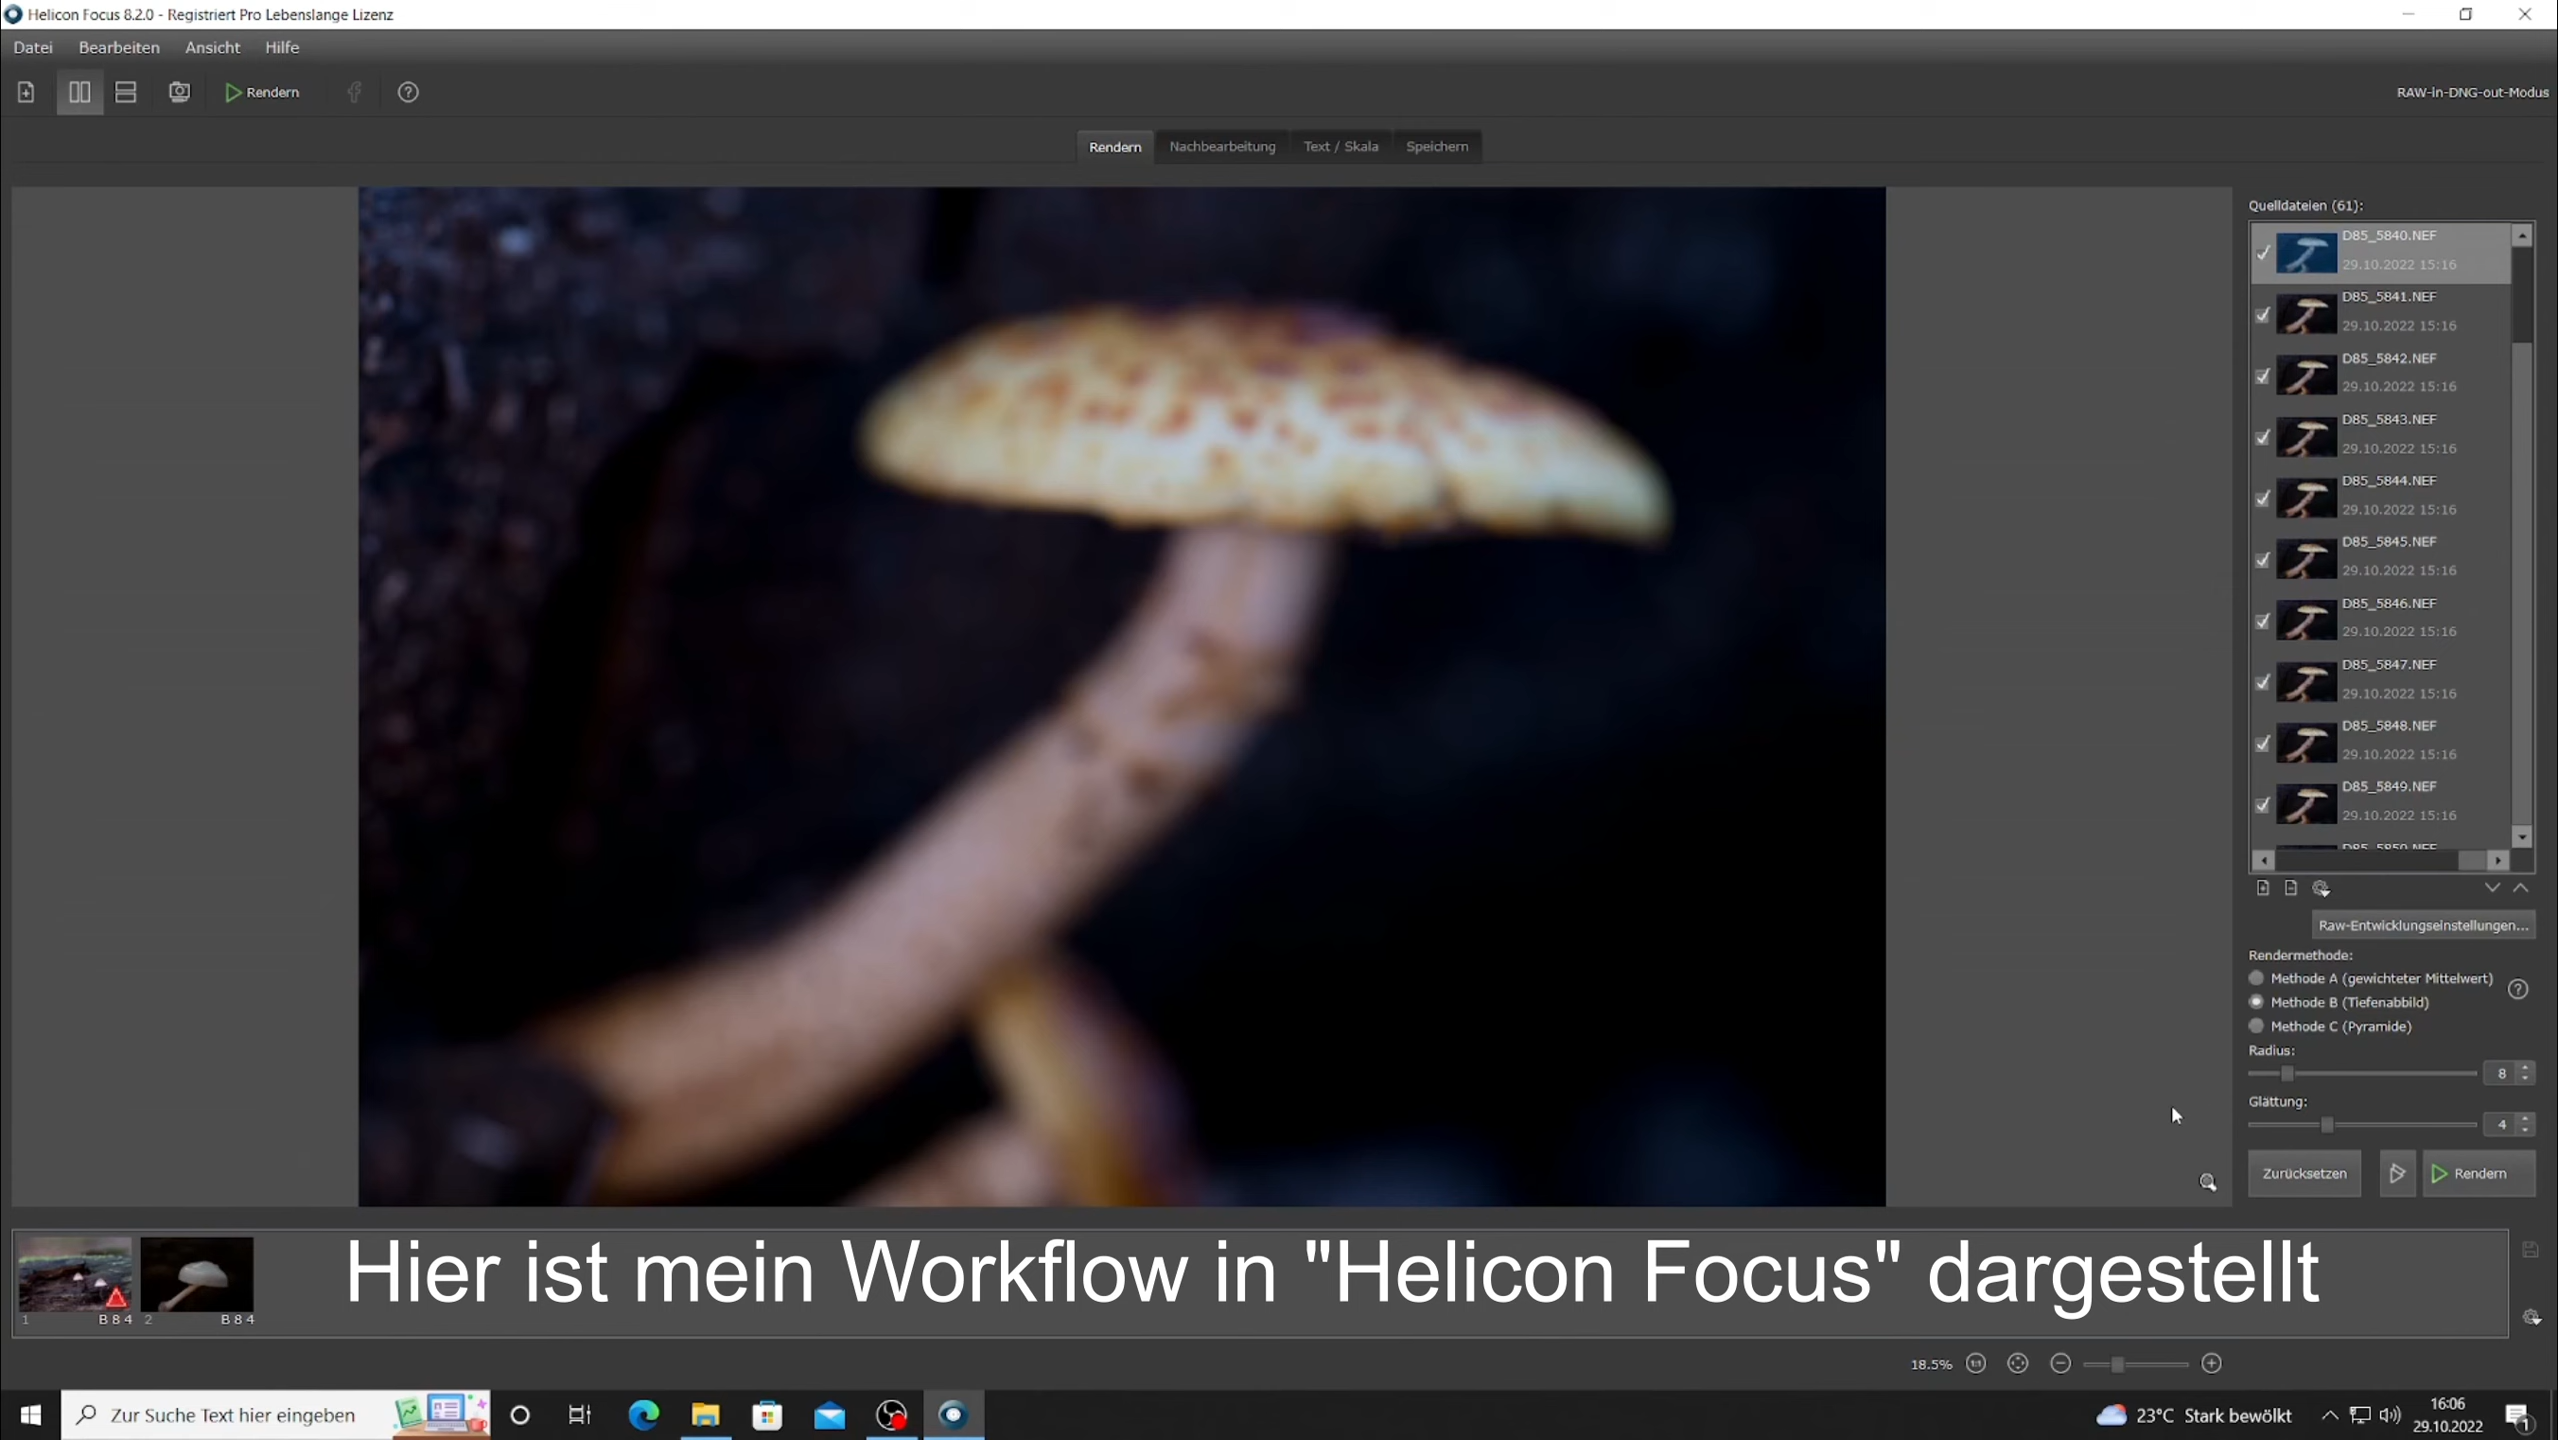 Helicon Focus 8.2.0 - Registriert Pro Lebenslange Lizenz
Datei Bearbeiten Ansicht Hilfe
Rendern
RAW-in-DNG-out-Modus
Rendern Nachbearbeitung Text / Skala Speichern
Quelldateien (61):
D85_5840.NEF
29.10.2022 15:16
D85_5841.NEF
29.10.2022 15:16
D85_5842.NEF
29.10.2022 15:16
D85_5843.NEF
29.10.2022 15:16
D85_5844.NEF
29.10.2022 15:16
D85_5845.NEF
29.10.2022 15:16
D85_5846.NEF
29.10.2022 15:16
D85_5847.NEF
29.10.2022 15:16
D85_5848.NEF
29.10.2022 15:16
D85_5849.NEF
29.10.2022 15:16
D85_5850.NEF
Raw-Entwicklungseinstellungen...
Rendermethode:
Methode A (gewichteter Mittelwert)
Methode B (Tiefenabbild)
Methode C (Pyramide)
Radius:
8
Glättung:
4
Zurücksetzen Rendern
Hier ist mein Workflow in "Helicon Focus" dargestellt
1 B 8 4 2 B 8 4
18.5%
Zur Suche Text hier eingeben
23°C Stark bewölkt
16:06
29.10.2022
1